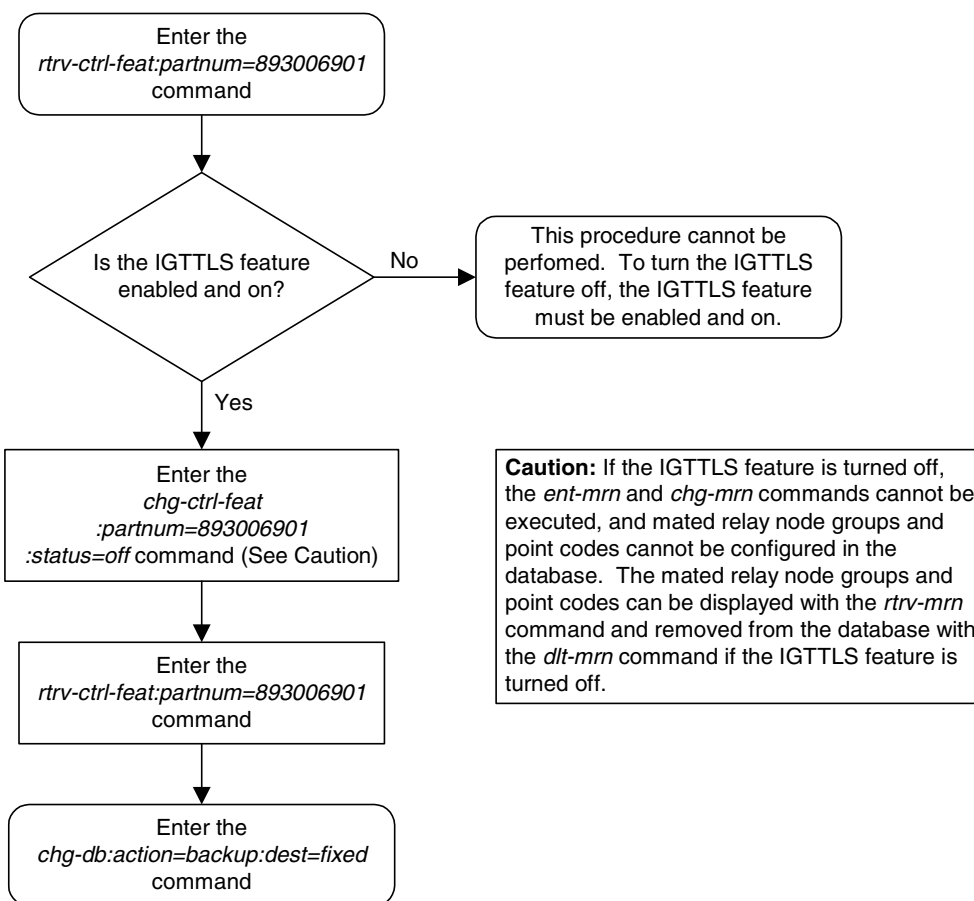 Enter the
rtrv-ctrl-feat:partnum=893006901
command
Is the IGTTLS feature
enabled and on?
No
This procedure cannot be
perfomed. To turn the IGTTLS
feature off, the IGTTLS feature
must be enabled and on.
Yes
Enter the
chg-ctrl-feat
:partnum=893006901
:status=off command (See Caution)
Caution: If the IGTTLS feature is turned off,
the ent-mrn and chg-mrn commands cannot be
executed, and mated relay node groups and
point codes cannot be configured in the
database. The mated relay node groups and
point codes can be displayed with the rtrv-mrn
command and removed from the database with
the dlt-mrn command if the IGTTLS feature is
turned off.
Enter the
rtrv-ctrl-feat:partnum=893006901
command
Enter the
chg-db:action=backup:dest=fixed
command